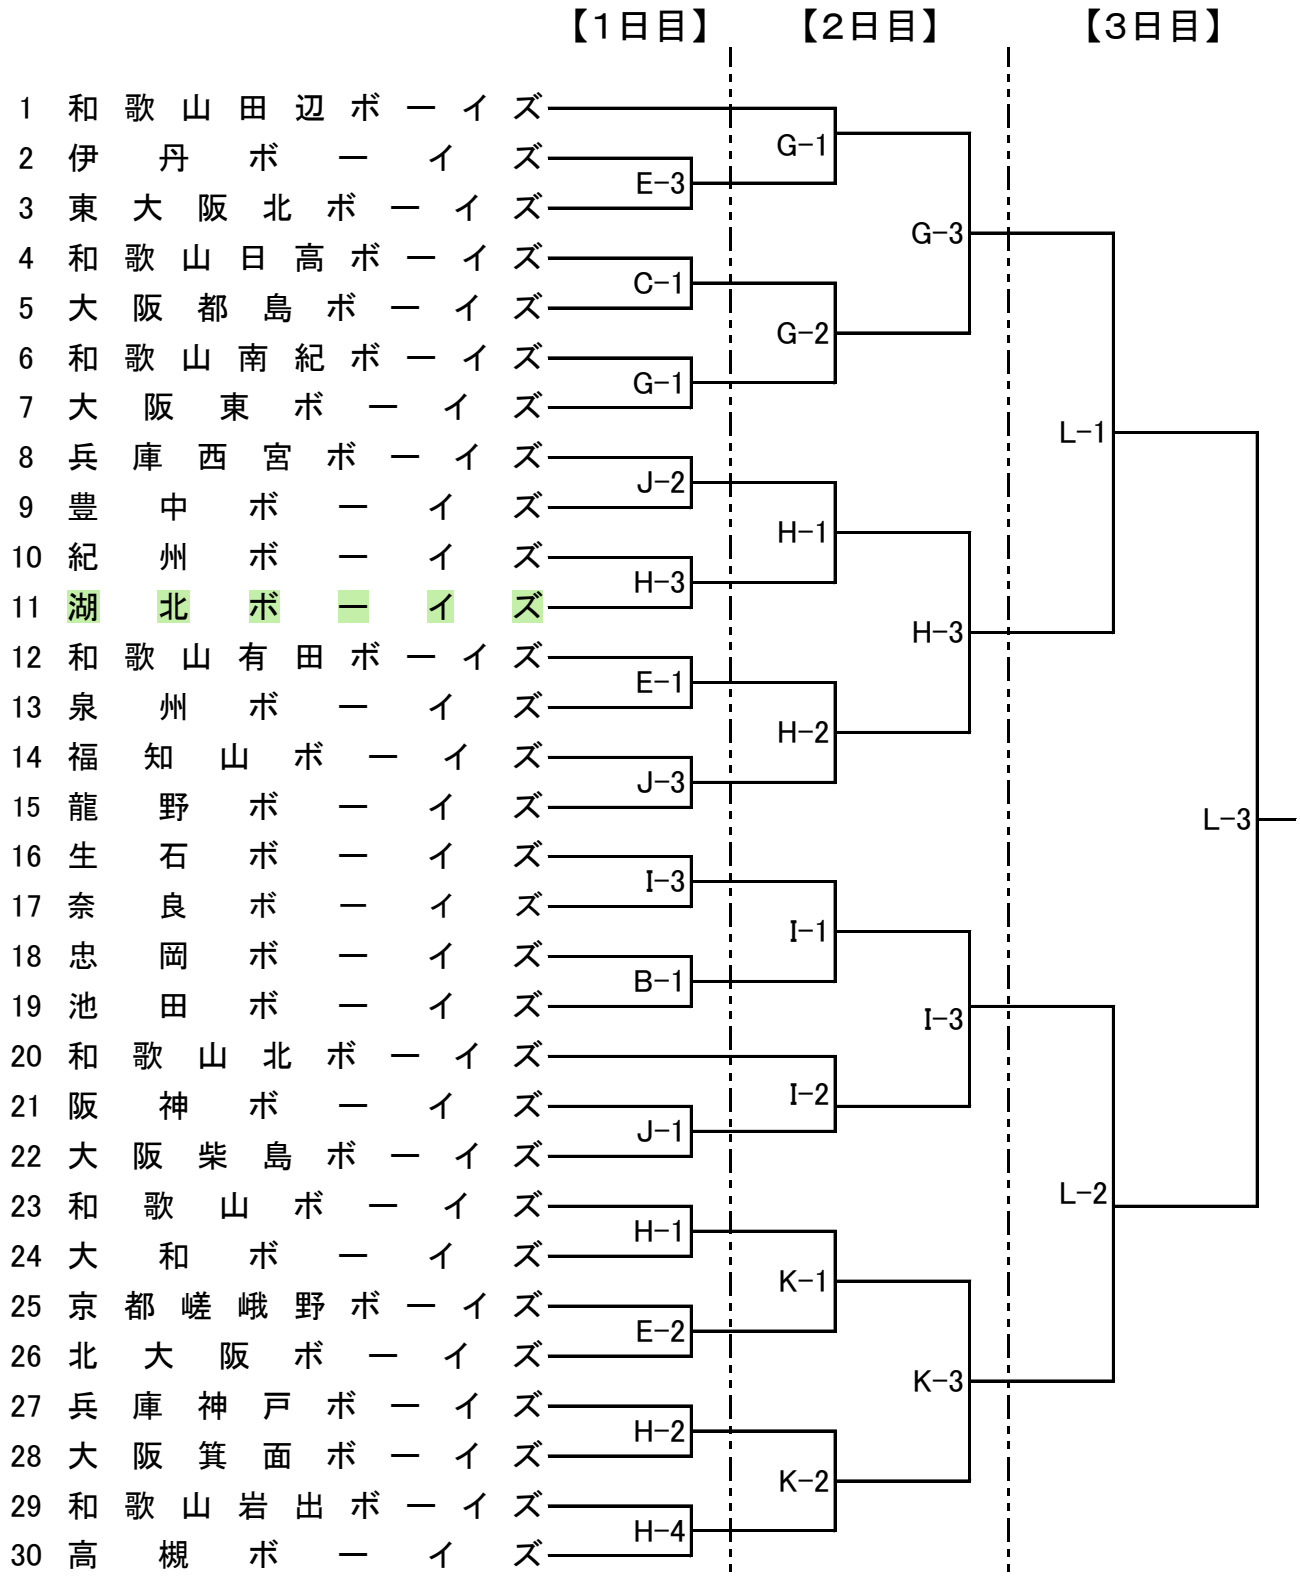 【1日目】 【2日目】 【3日目】
1 和歌山田辺ボーイズ
G-1
2 伊丹ボーイズ
E-3
3 東大阪北ボーイズ
G-3
4 和歌山日高ボーイズ
C-1
5 大阪都島ボーイズ
G-2
6 和歌山南紀ボーイズ
G-1
7 大阪東ボーイズ
L-1
8 兵庫西宮ボーイズ
J-2
9 豊中ボーイズ
H-1
10 紀州ボーイズ
H-3
11 湖北ボーイズ
H-3
12 和歌山有田ボーイズ
E-1
13 泉州ボーイズ
H-2
14 福知山ボーイズ
J-3
15 龍野ボーイズ
L-3
16 生石ボーイズ
I-3
17 奈良ボーイズ
I-1
18 忠岡ボーイズ
B-1
19 池田ボーイズ
I-3
20 和歌山北ボーイズ
I-2
21 阪神ボーイズ
J-1
22 大阪柴島ボーイズ
L-2
23 和歌山ボーイズ
H-1
24 大和ボーイズ
K-1
25 京都嵯峨野ボーイズ
E-2
26 北大阪ボーイズ
K-3
27 兵庫神戸ボーイズ
H-2
28 大阪箕面ボーイズ
K-2
29 和歌山岩出ボーイズ
H-4
30 高槻ボーイズ